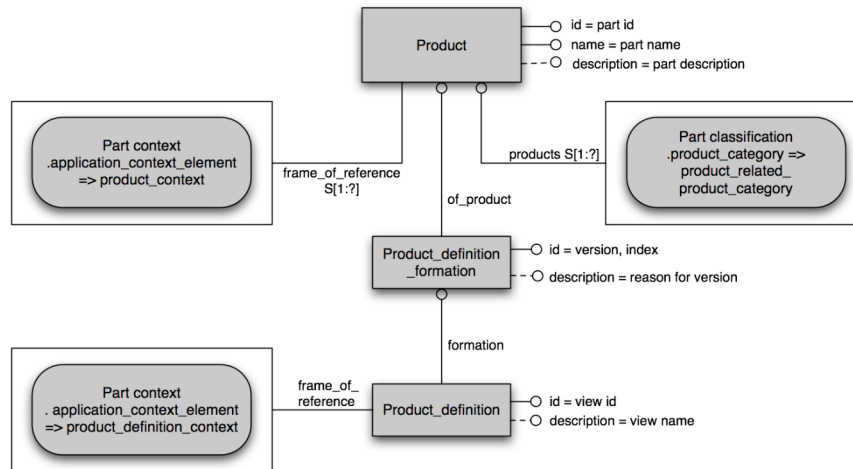 Product
id = part id
name = part name
description = part description
Part context
.application_context_element
=> product_context
frame_of_reference
S[1:?]
products S[1:?]
Part classification
.product_category =>
product_related_
product_category
of_product
Product_definition
_formation
id = version, index
description = reason for version
formation
Part context
. application_context_element
=> product_definition_context
frame_of_
reference
Product_definition
id = view id
description = view name